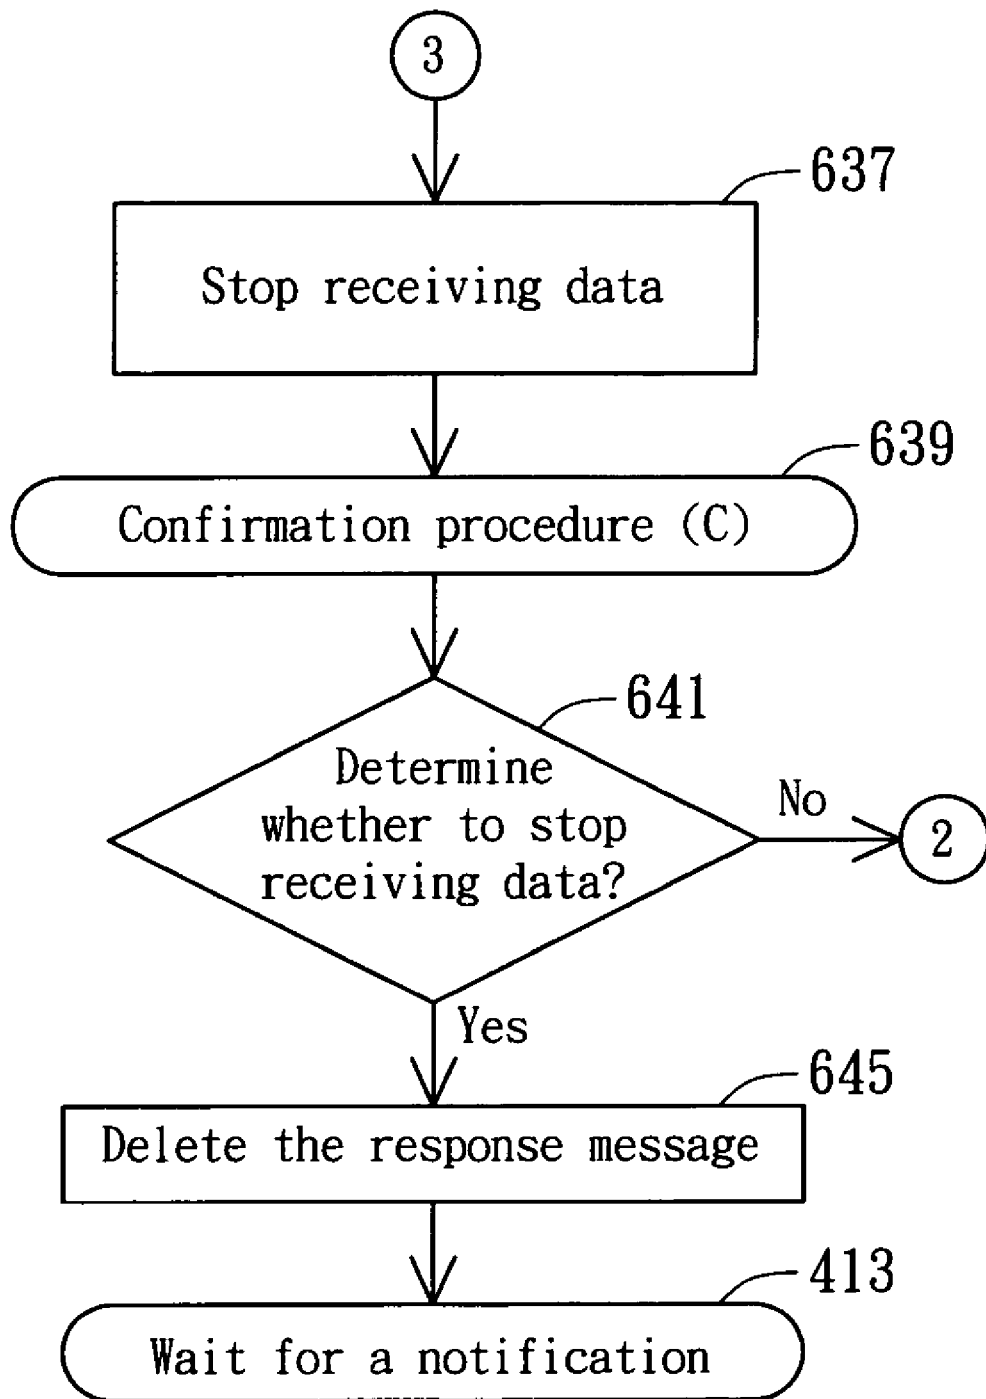 3
637
Stop receiving data
639
Confirmation procedure (C)
641
Determine
whether to stop
receiving data?
No
2
Yes
645
Delete the response message
413
Wait for a notification